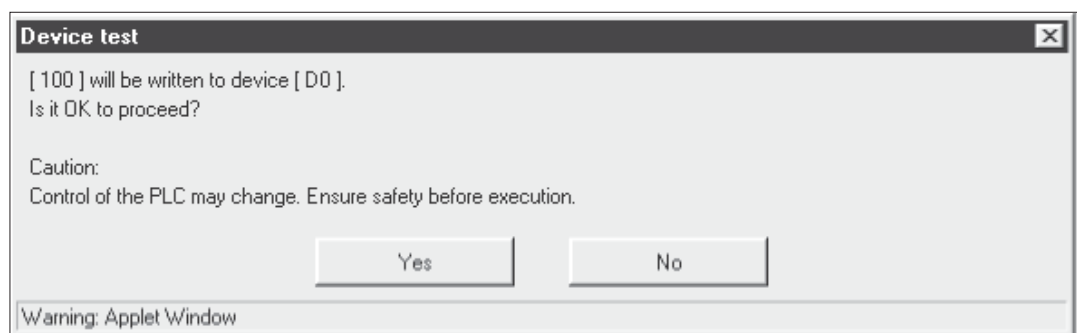 Device test
[ 100 ] will be written to device [ D0 ].
Is it OK to proceed?
Caution:
Control of the PLC may change. Ensure safety before execution.
Yes No
Warning: Applet Window